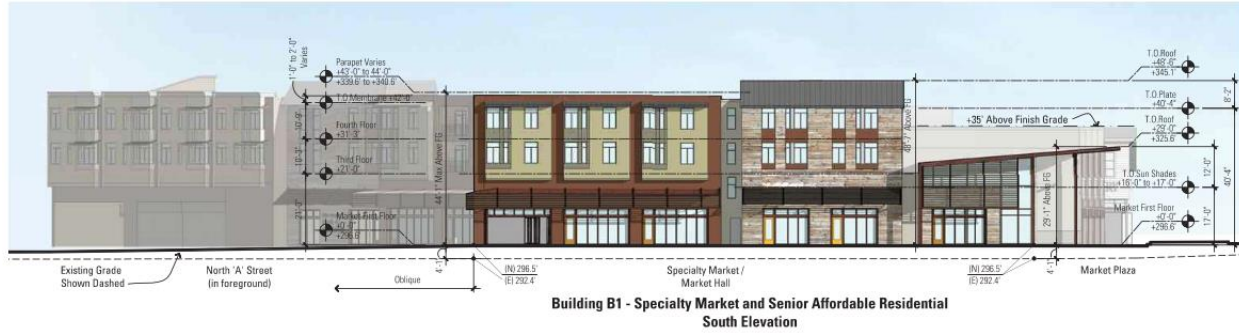 1'-0" to 2'-0"
Varies
Parapet Varies
+43'-0" to 44'-0"
+339.6' to +340.6'
T.O.Membrane +42'-0"
10'-9"
Fourth Floor
+31'-3"
10'-3"
Third Floor
+21'-0"
21'-2"
Market First Floor
+0'-0"
+296.6'
44'-1" Max Above FG
48'-7" Above FG
+35' Above Finish Grade
29'-1" Above FG
T.O.Roof
+48'-6"
+345.1'
T.O.Plate
+40'-4"
T.O.Roof
+29'-0"
+325.6'
T.O.Sun Shades
+16'-0" to +17'-0"
Market First Floor
+0'-0"
+296.6'
8'-2"
12'-0"
40'-4"
17'-0"
Existing Grade
Shown Dashed
North 'A' Street
(in foreground)
Oblique
4'-1"
(N) 296.5'
(E) 292.4'
Specialty Market /
Market Hall
(N) 296.5'
(E) 292.4'
4'-1"
Market Plaza
Building B1 - Specialty Market and Senior Affordable Residential
South Elevation